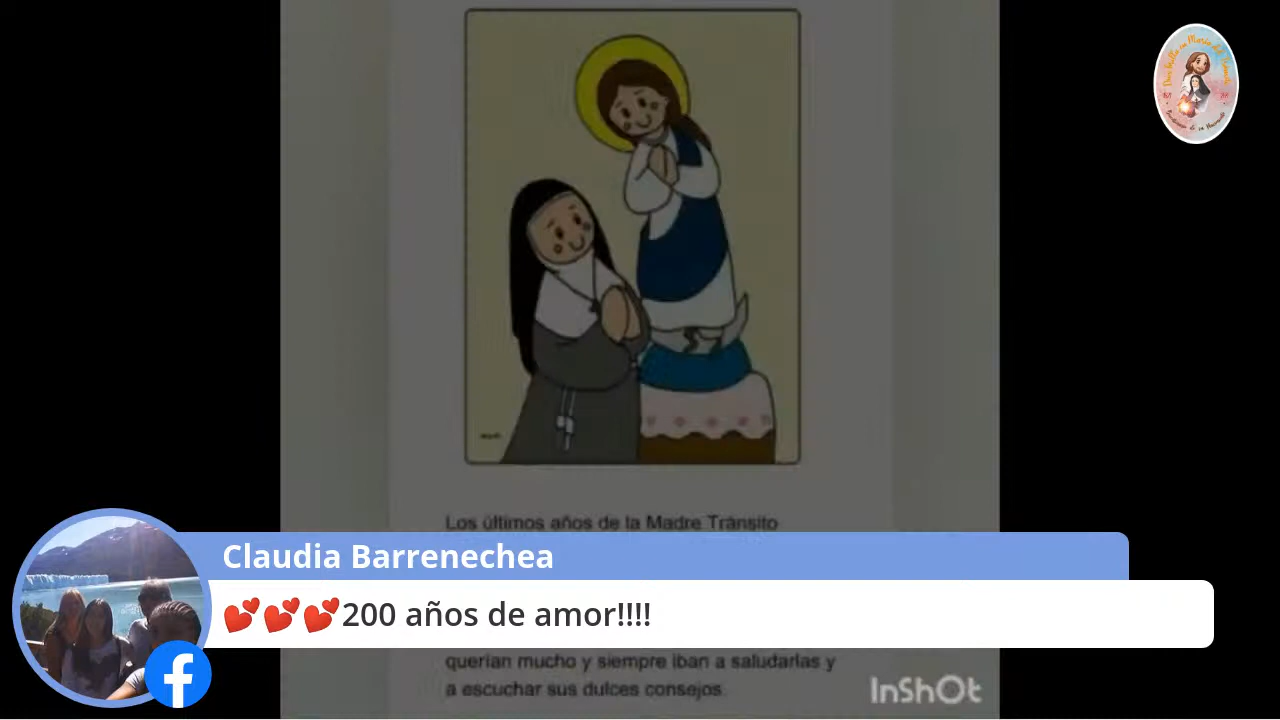 Los últimos años de la Madre Tránsito
Claudia Barrenechea
💕💕💕200 años de amor!!!!
querían mucho y siempre iban a saludarlas y
a escuchar sus dulces consejos.
InShOt